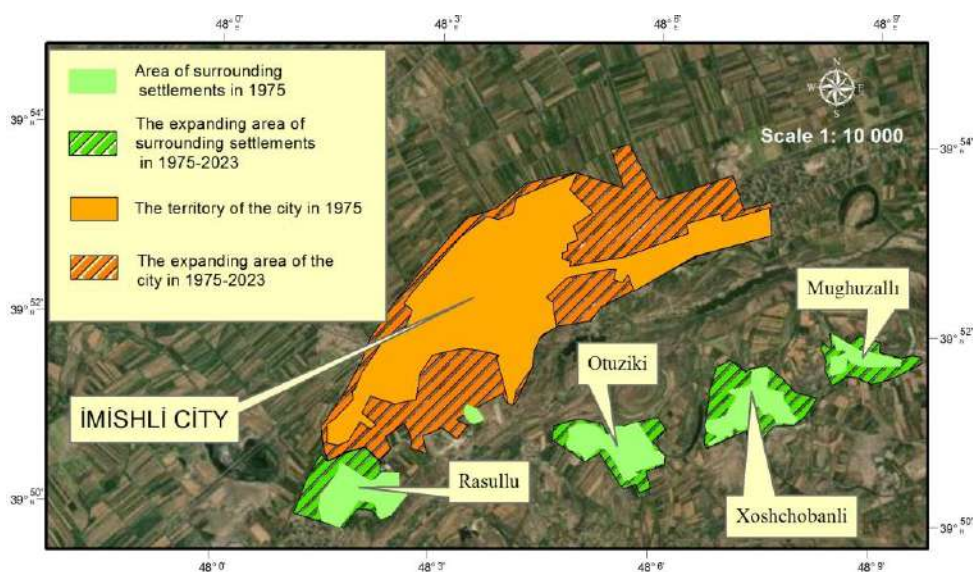 48° 0'
48° 3'
48° 5'
48° 9'
Area of surrounding
settlements in 1975
The expanding area of
surrounding settlements
in 1975-2023
The territory of the city in 1975
The expanding area of the
city in 1975-2023
N
W
E
S
Scale 1: 10 000
39° 54'
39° 54'
39° 52'
39° 52'
39° 50'
39° 50'
Mughuzallı
Otuziki
İMİSHLİ CİTY
Rasullu
Xoshchobanli
48° 0'
48° 3'
48° 6'
48° 9'